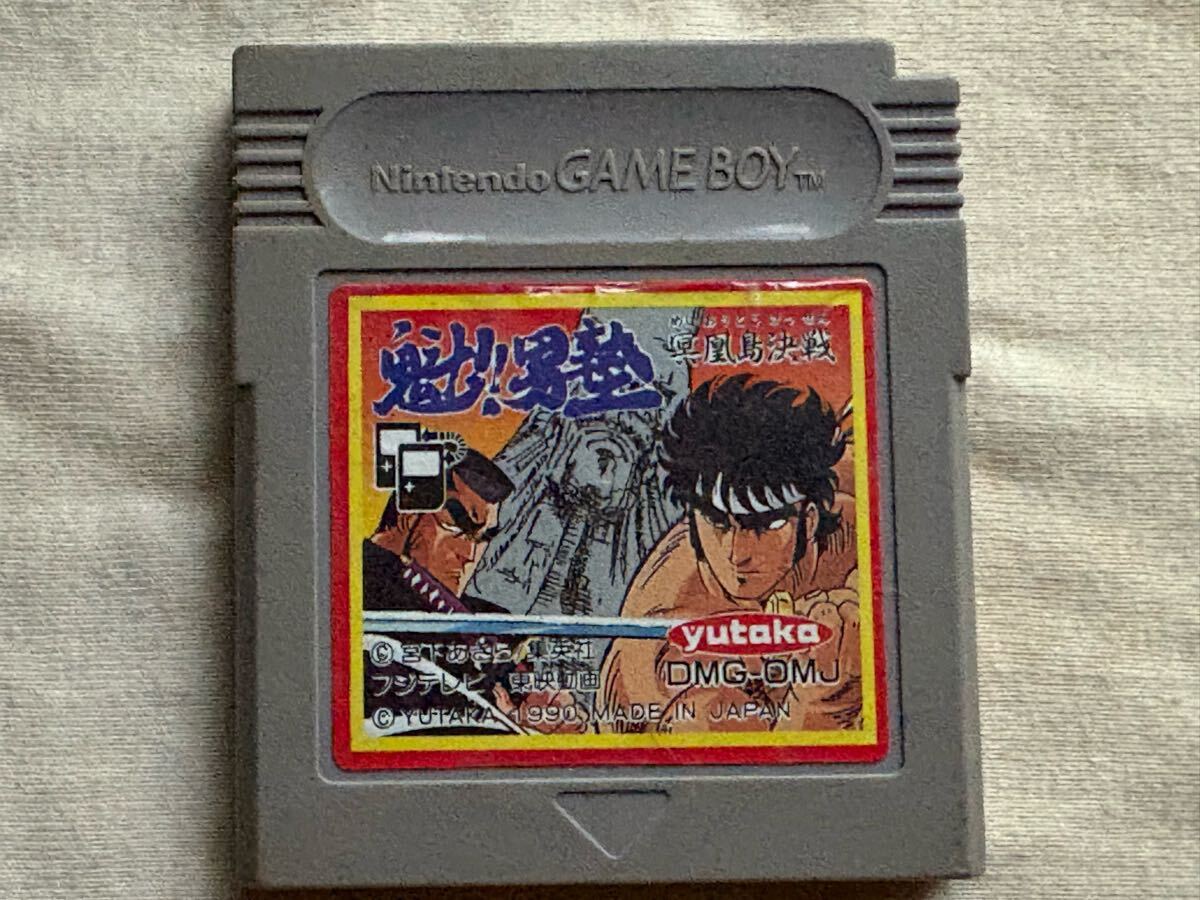 Nintendo GAME BOY TM
魁!!男塾
めいおうとうけっせん
冥凰島決戦
yutaka
©宮下あきら/集英社
DMG-OMJ
フジテレビ 東映動画
©YUTAKA 1990 MADE IN JAPAN